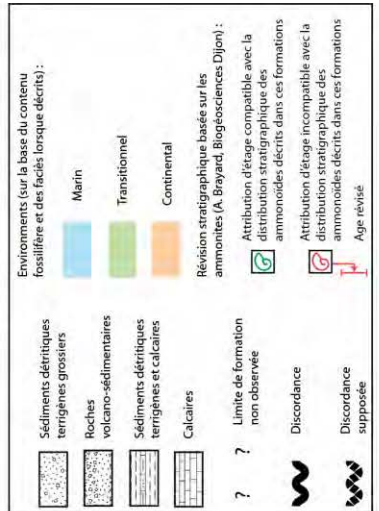 Sédiments détritiques
terrigènes grossiers
Roches
volcano-sédimentaires
Sédiments détritiques
terrigènes et calcaires
Calcaires
? ? Limite de formation
non observée
Discordance
Discordance
supposée
Environments (sur la base du contenu
fossilifère et des faciès lorsque décrits) :
Marin
Transitionnel
Continental
Révision stratigraphique basée sur les
ammonites (A. Brayard, Biogéosciences Dijon) :
Attribution d'étage compatible avec la
distribution stratigraphique des
ammonoides décrits dans ces formations
Attribution d'étage incompatible avec la
distribution stratigraphique des
ammonoides décrits dans ces formations
Age révisé